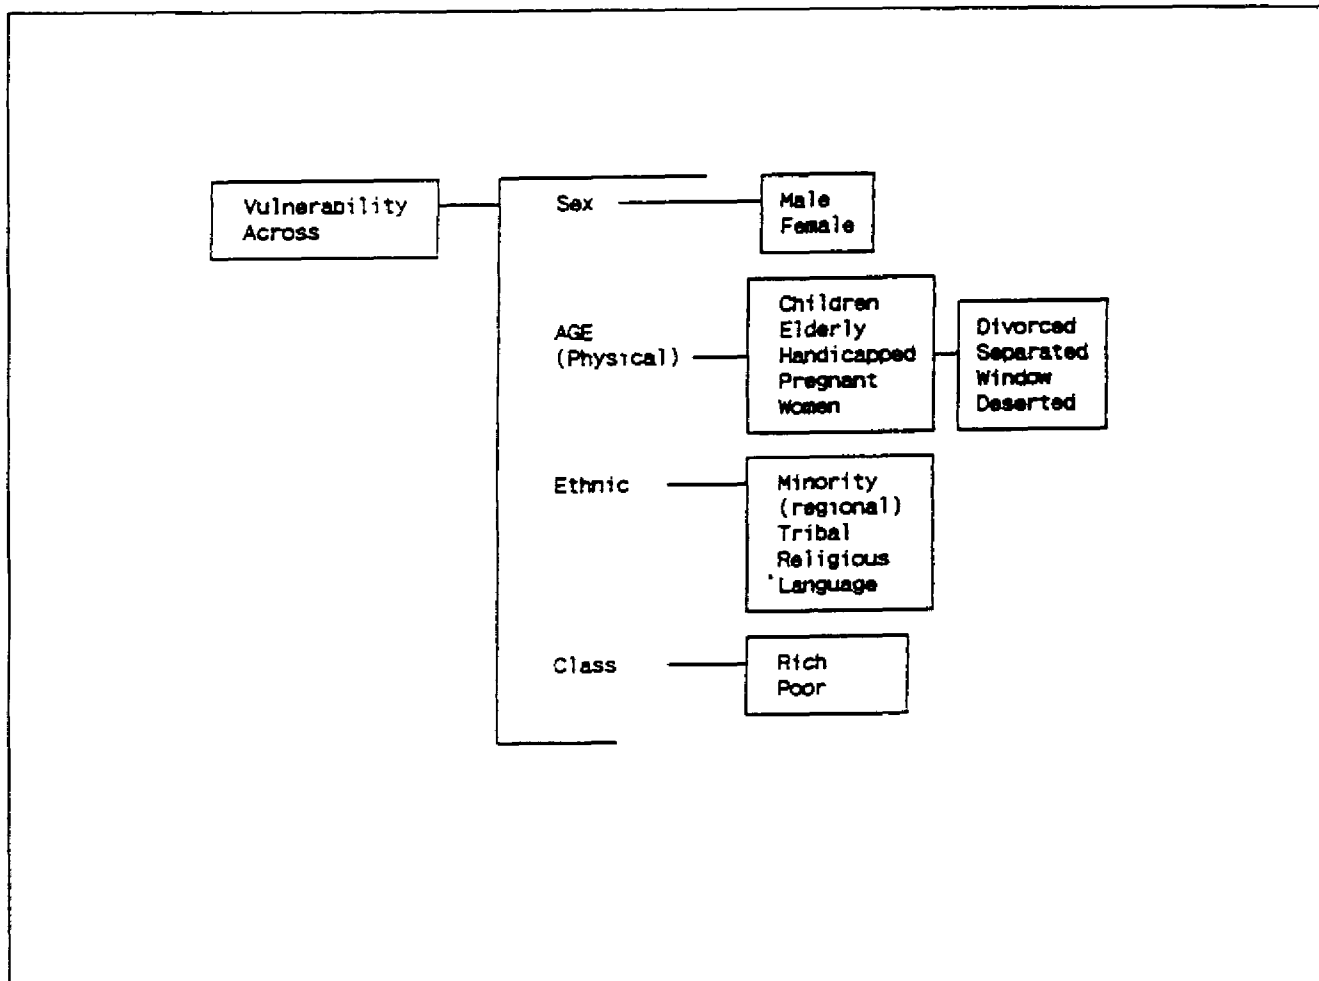 Vulnerability
Across
Sex
Male
Female
AGE
(Physical)
Children
Elderly
Handicapped
Pregnant
Women
Divorced
Separated
Window
Deserted
Ethnic
Minority
(regional)
Tribal
Religious
Language
Class
Rich
Poor